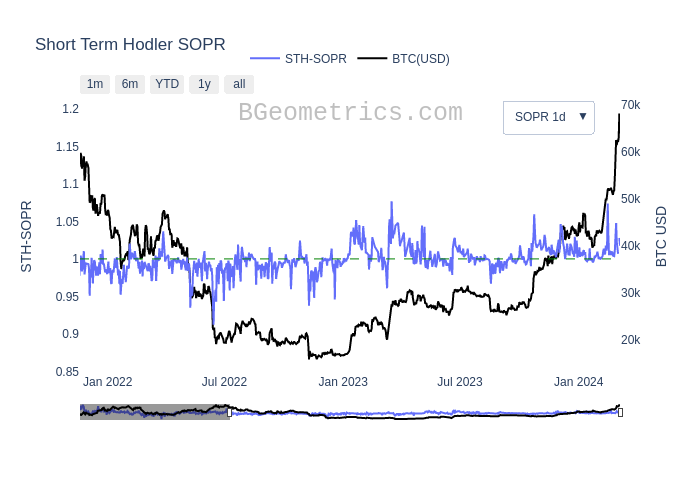 Short Term Hodler SOPR
STH-SOPR
BTC(USD)
1m
6m
YTD
1y
all
BGeometrics.com
SOPR 1d
▼
1.2
1.15
1.1
1.05
1
0.95
0.9
0.85
STH-SOPR
70k
60k
50k
40k
30k
20k
BTC USD
Jan 2022
Jul 2022
Jan 2023
Jul 2023
Jan 2024